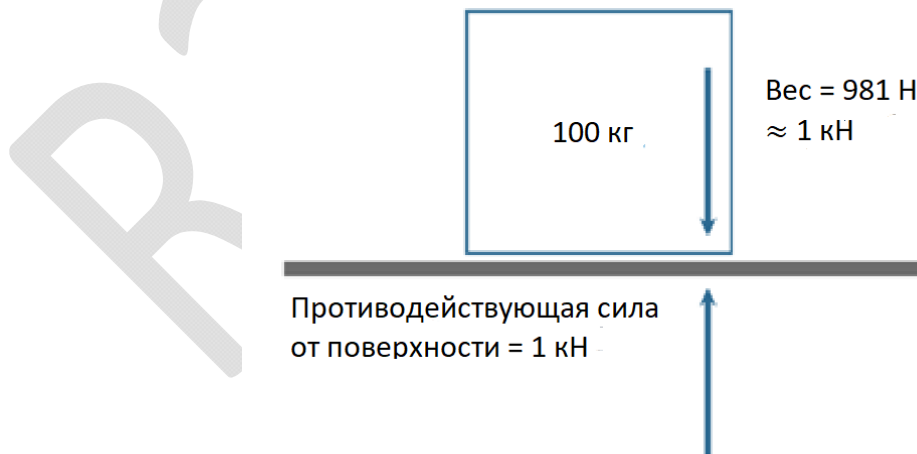 100 кг
Вес = 981 Н
≈ 1 кН
Противодействующая сила
от поверхности = 1 кН